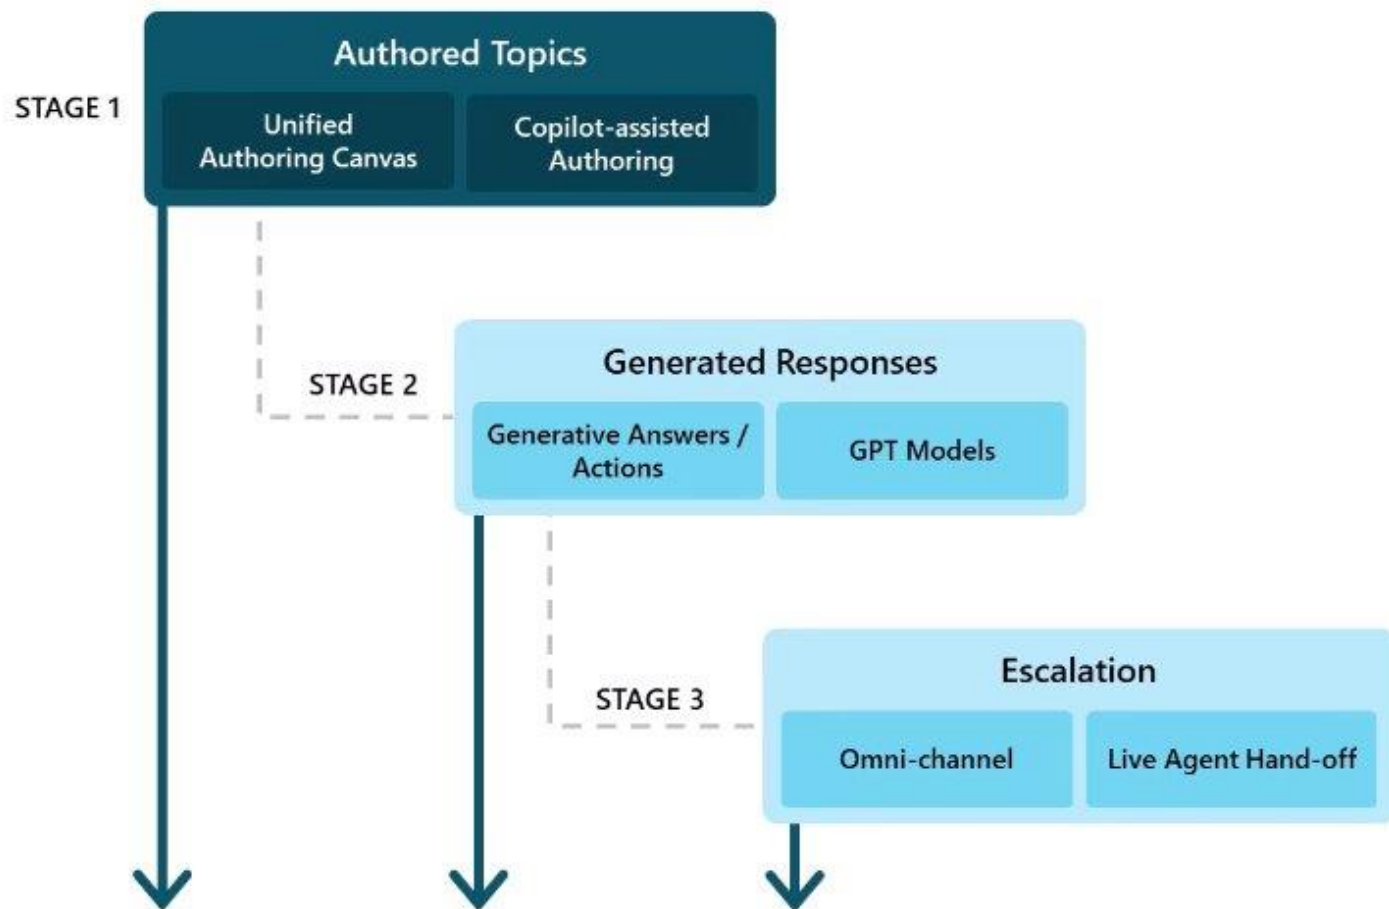 Authored Topics
STAGE 1
Unified
Authoring Canvas
Copilot-assisted
Authoring
Generated Responses
STAGE 2
Generative Answers /
Actions
GPT Models
Escalation
STAGE 3
Omni-channel
Live Agent Hand-off